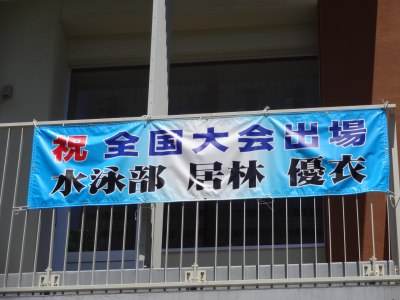 祝 全国大会出場
水泳部 居林 優衣